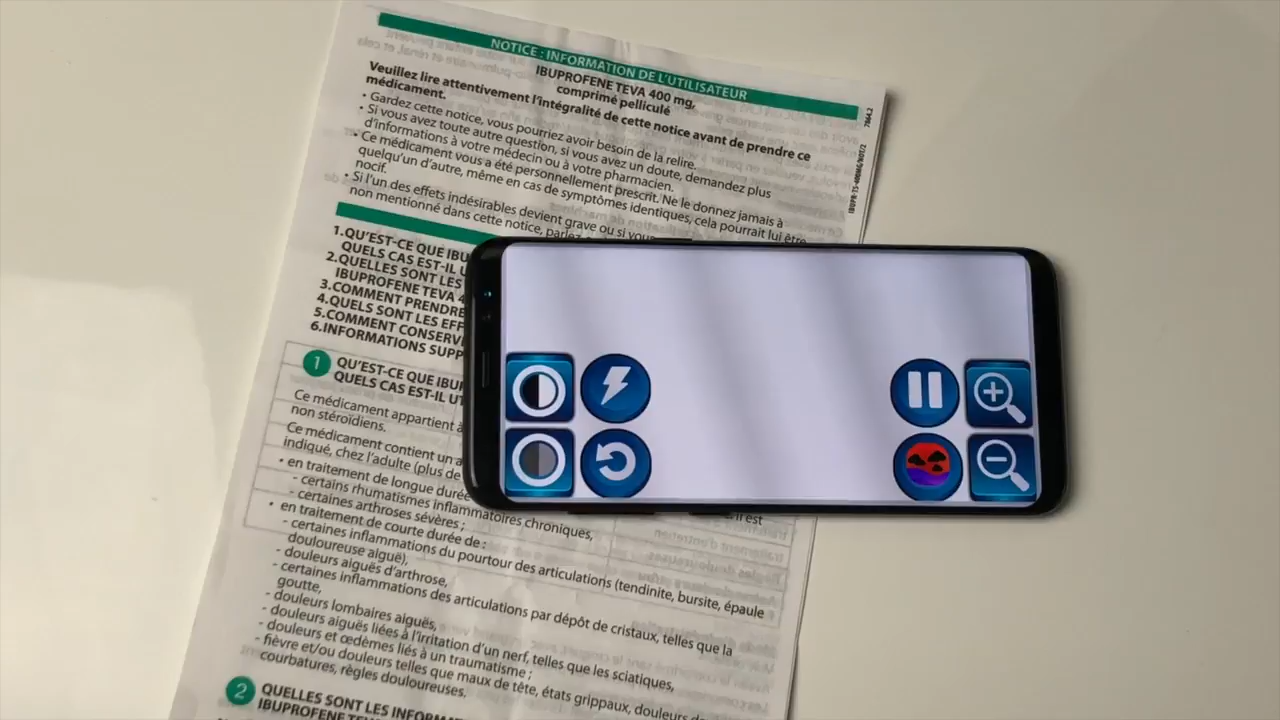 NOTICE : INFORMATION DE L'UTILISATEUR
IBUPROFENE TEVA 400 mg,
comprimé pelliculé
Veuillez lire attentivement l'intégralité de cette notice avant de prendre ce
médicament.
• Gardez cette notice, vous pourriez avoir besoin de la relire.
• Si vous avez toute autre question, si vous avez un doute, demandez plus
d'informations à votre médecin ou à votre pharmacien.
• Ce médicament vous a été personnellement prescrit. Ne le donnez jamais à
quelqu'un d'autre, même en cas de symptômes identiques, cela pourrait lui être
nocif.
• Si l'un des effets indésirables devient grave ou si vous
non mentionné dans cette notice, parlez
7864.2
1.QU'EST-CE QUE IBU
QUELS CAS EST-IL U
2.QUELLES SONT LES
IBUPROFENE TEVA 4
3.COMMENT PRENDRE
4.QUELS SONT LES EFF
5.COMMENT CONSERV
6.INFORMATIONS SUPP
1 QU'EST-CE QUE IBU
QUELS CAS EST-IL UT
Ce médicament appartient à
non stéroïdiens.
Ce médicament contient un a
indiqué, chez l'adulte (plus de
il est
• en traitement de longue durée
- certains rhumatismes inflammatoires chroniques,
- certaines arthroses sévères ;
• en traitement de courte durée de :
- certaines inflammations du pourtour des articulations (tendinite, bursite, épaule
douloureuse aiguë),
- douleurs aiguës d'arthrose,
- certaines inflammations des articulations par dépôt de cristaux, telles que la
goutte,
- douleurs lombaires aiguës,
- douleurs aiguës liées à l'irritation d'un nerf, telles que les sciatiques,
- douleurs et œdèmes liés à un traumatisme ;
- fièvre et/ou douleurs telles que maux de tête, états grippaux, douleurs
courbatures, règles douloureuses.
2 QUELLES SONT LES INFORMAT
IBUPROFENE TEVA